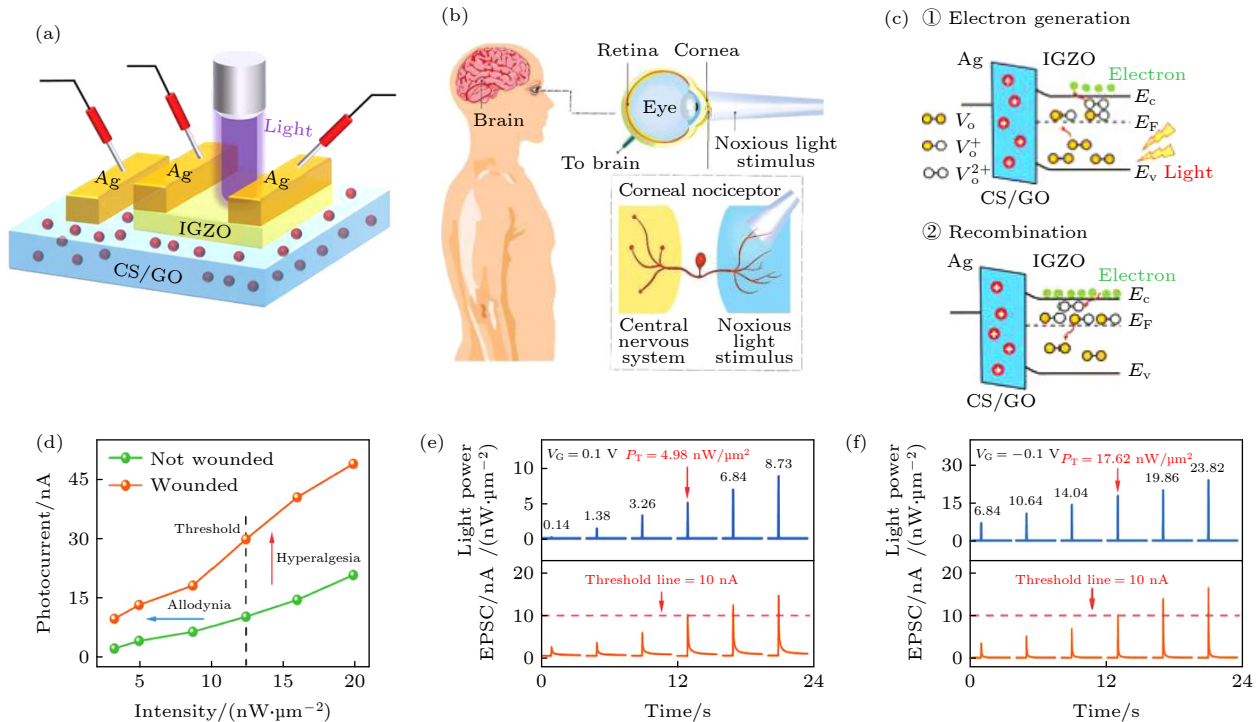 (a)
Light
Ag
Ag
Ag
IGZO
CS/GO
(b)
Retina
Cornea
Brain
Eye
To brain
Noxious light
stimulus
Corneal nociceptor
Central
nervous
system
Noxious
light
stimulus
(c)
① Electron generation
Ag
IGZO
Electron
E_c
E_F
V_o
V_o^+
V_o^{2+}
E_v
Light
CS/GO
② Recombination
Ag
IGZO
Electron
E_c
E_F
E_v
CS/GO
(d)
Not wounded
Wounded
Threshold
Hyperalgesia
Allodynia
Photocurrent/nA
45
30
15
0
0 5 10 15 20
Intensity/(nW·μm⁻²)
(e)
Light power
/(nW·μm⁻²)
V_G = 0.1 V
P_T = 4.98 nW/μm²
10
5
0
0.14
1.38
3.26
6.84
8.73
EPSC/nA
20
10
0
Threshold line = 10 nA
0 12 24
Time/s
(f)
Light power
/(nW·μm⁻²)
V_G = −0.1 V
P_T = 17.62 nW/μm²
30
15
0
6.84
10.64
14.04
19.86
23.82
EPSC/nA
20
10
0
Threshold line = 10 nA
0 12 24
Time/s